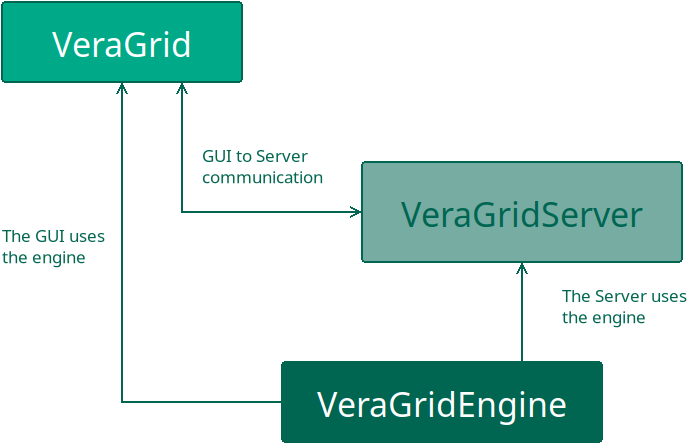 VeraGrid
GUI to Server
communication
VeraGridServer
The GUI uses
the engine
The Server uses
the engine
VeraGridEngine